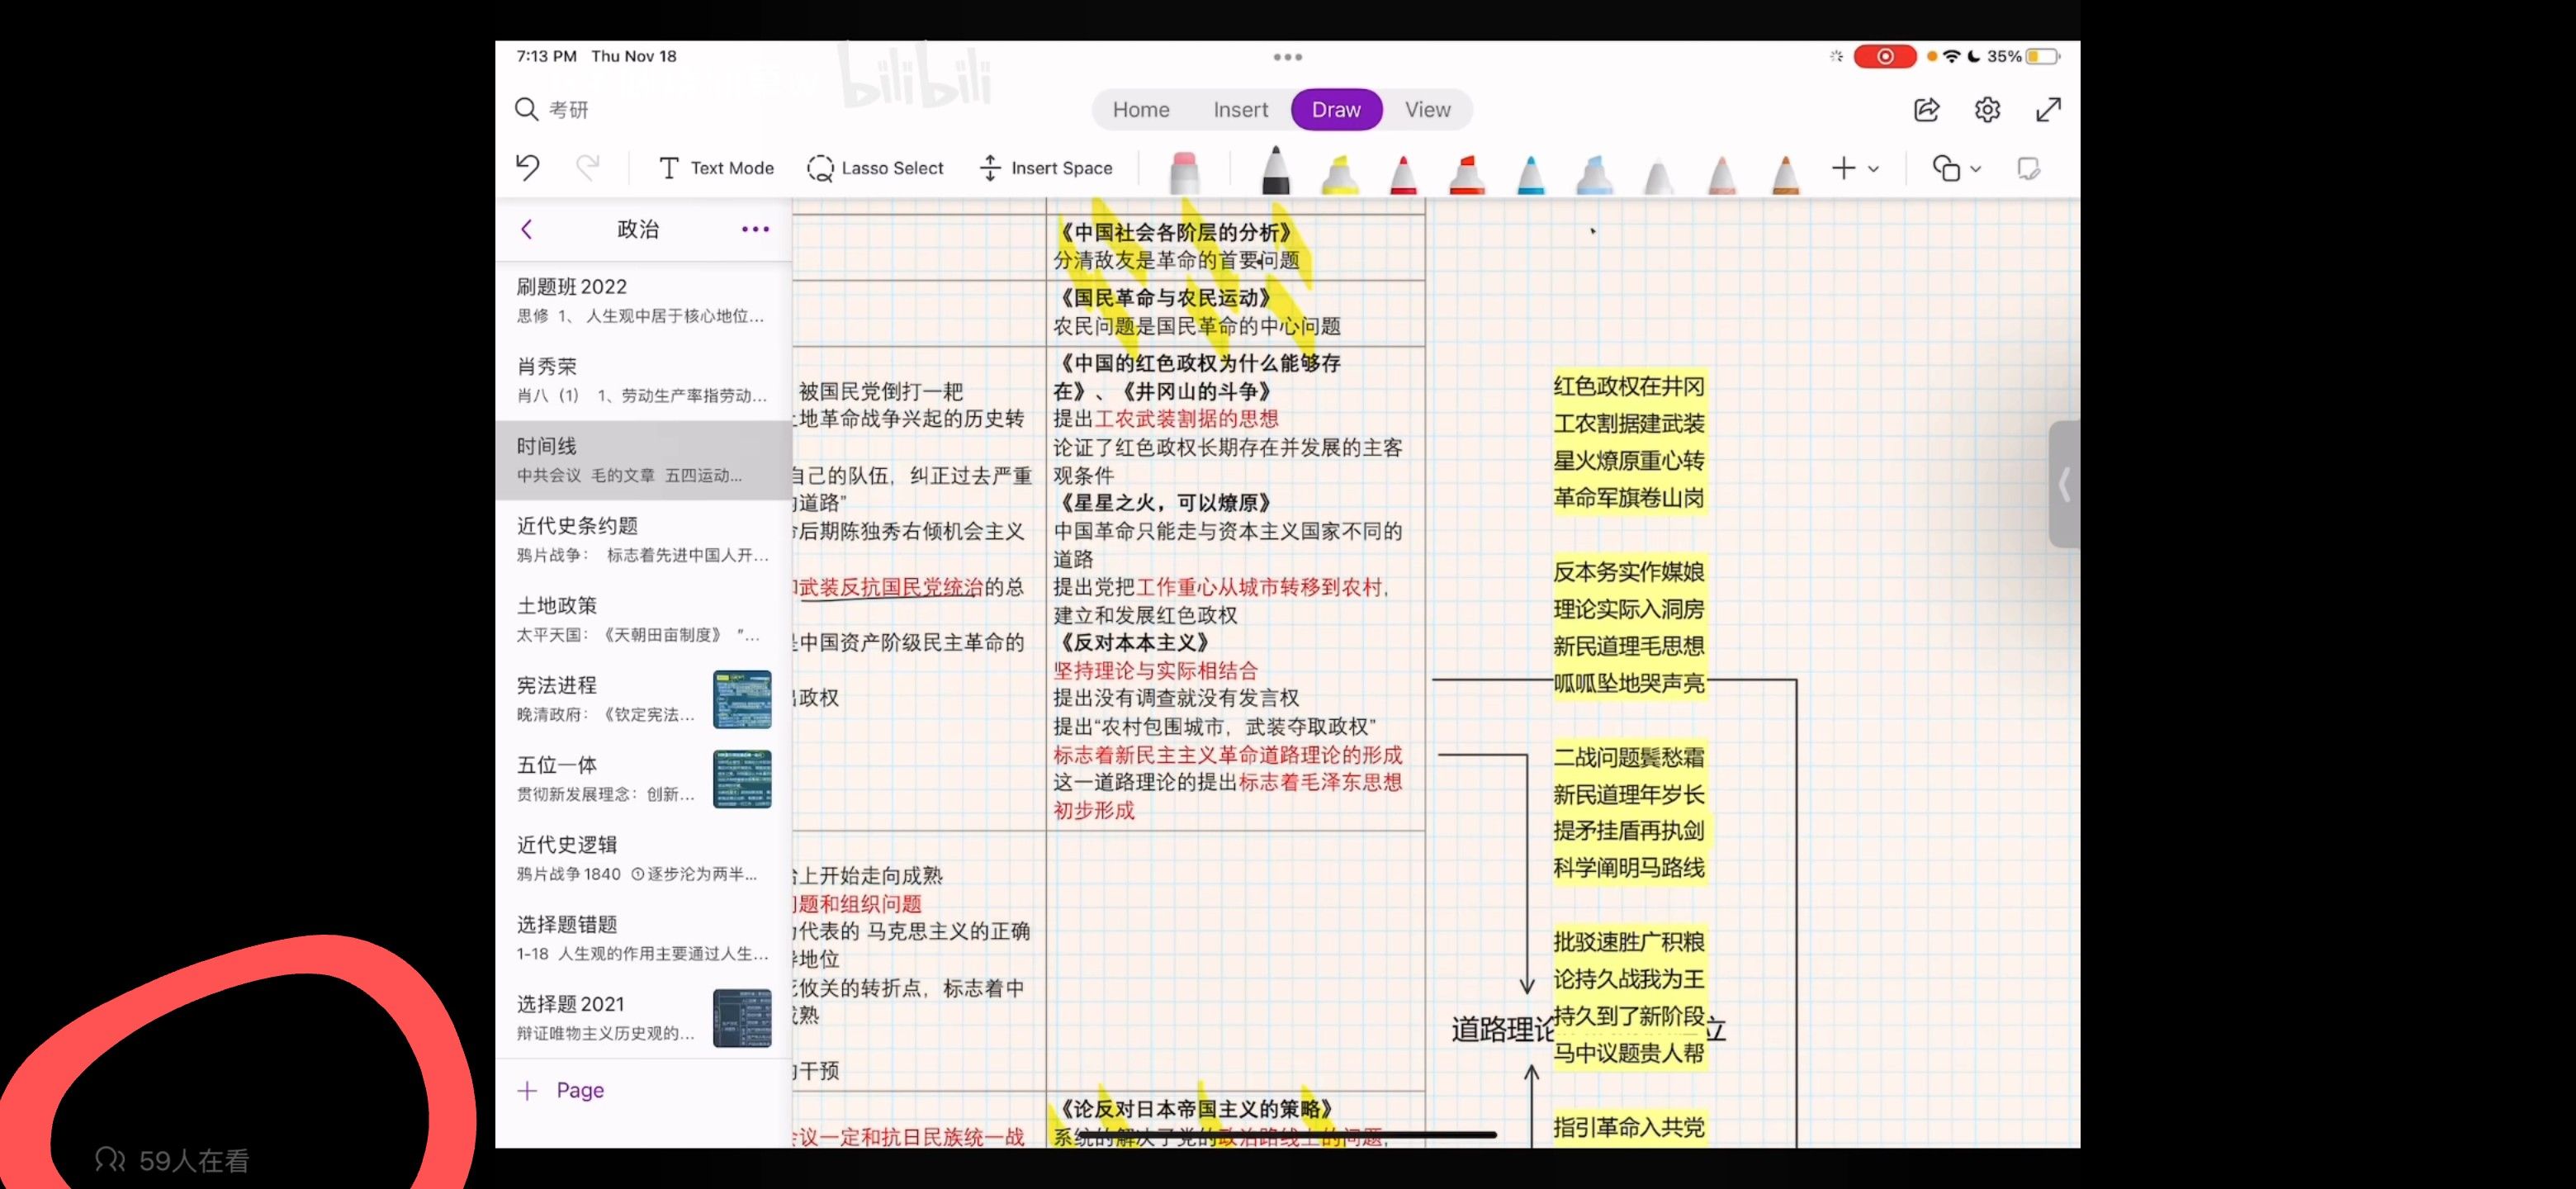 7:13 PM Thu Nov 18
bilibili
35%
考研
Home Insert Draw View
Text Mode Lasso Select Insert Space
政治
刷题班2022
思修 1、 人生观中居于核心地位...
肖秀荣
肖八（1） 1、劳动生产率指劳动...
时间线
中共会议 毛的文章 五四运动...
近代史条约题
鸦片战争： 标志着先进中国人开...
土地政策
太平天国：《天朝田亩制度》 "...
宪法进程
晚清政府：《钦定宪法...
五位一体
贯彻新发展理念：创新...
近代史逻辑
鸦片战争1840 ①逐步沦为两半...
选择题错题
1-18 人生观的作用主要通过人生...
选择题2021
辩证唯物主义历史观的...
Page
被国民党倒打一耙
地革命战争兴起的历史转
自己的队伍，纠正过去严重
道路”
后期陈独秀右倾机会主义
武装反抗国民党统治的总
中国资产阶级民主革命的
政权
上开始走向成熟
题和组织问题
代表的 马克思主义的正确
地位
攸关的转折点，标志着中
熟
干预
议一定和抗日民族统一战
《中国社会各阶层的分析》
分清敌友是革命的首要问题
《国民革命与农民运动》
农民问题是国民革命的中心问题
《中国的红色政权为什么能够存
在》、《井冈山的斗争》
提出工农武装割据的思想
论证了红色政权长期存在并发展的主客
观条件
《星星之火，可以燎原》
中国革命只能走与资本主义国家不同的
道路
提出党把工作重心从城市转移到农村，
建立和发展红色政权
《反对本本主义》
坚持理论与实际相结合
提出没有调查就没有发言权
提出“农村包围城市，武装夺取政权”
标志着新民主主义革命道路理论的形成
这一道路理论的提出标志着毛泽东思想
初步形成
《论反对日本帝国主义的策略》
系统的解决了党的政治路线上的问题，
红色政权在井冈
工农割据建武装
星火燎原重心转
革命军旗卷山岗
反本务实作媒娘
理论实际入洞房
新民道理毛思想
呱呱坠地哭声亮
二战问题鬓愁霜
新民道理年岁长
提矛挂盾再执剑
科学阐明马路线
批驳速胜广积粮
论持久战我为王
持久到了新阶段
道路理论 立
马中议题贵人帮
指引革命入共党
59人在看